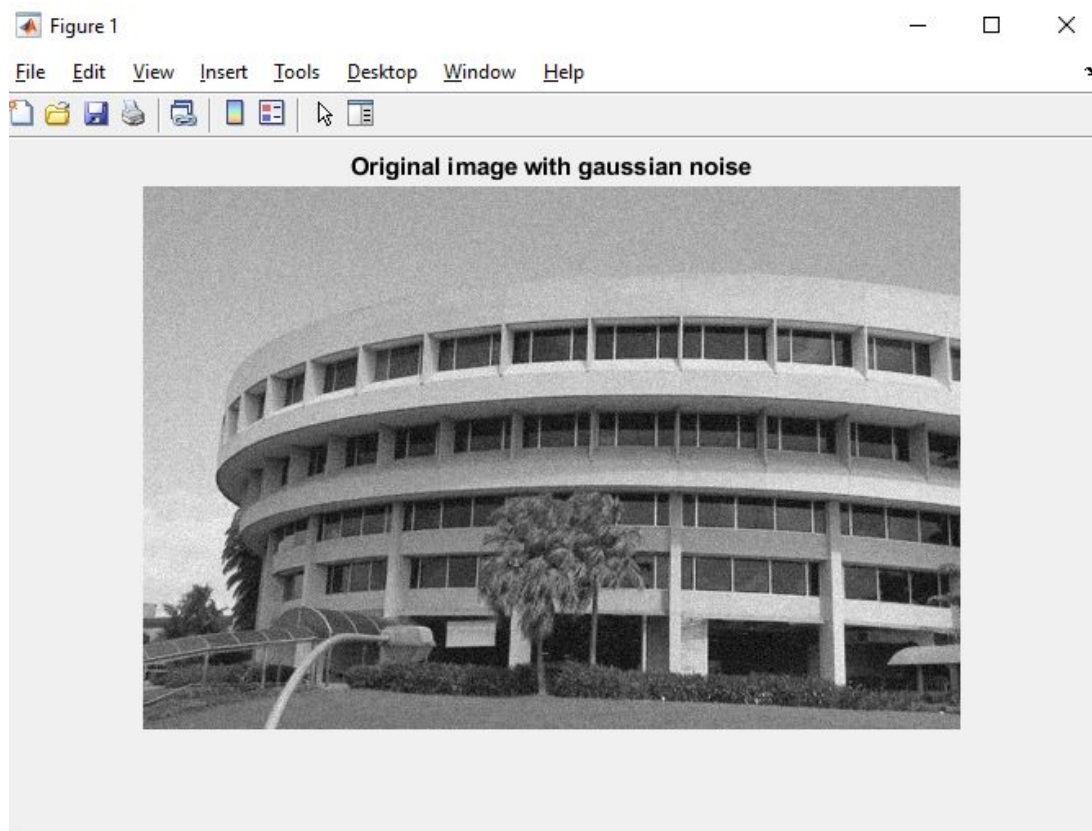 Figure 1
File Edit View Insert Tools Desktop Window Help
Original image with gaussian noise